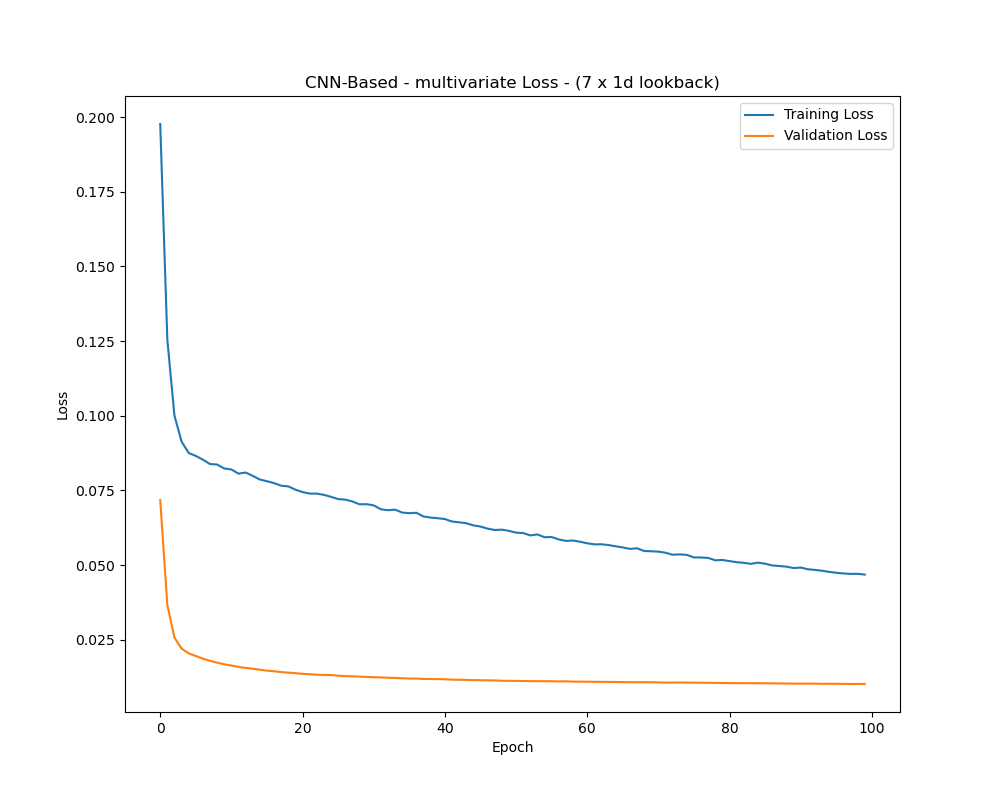 CNN-Based - multivariate Loss - (7 x 1d lookback)
Training Loss
Validation Loss
0.200
0.175
0.150
0.125
0.100
0.075
0.050
0.025
Loss
0 20 40 60 80 100
Epoch